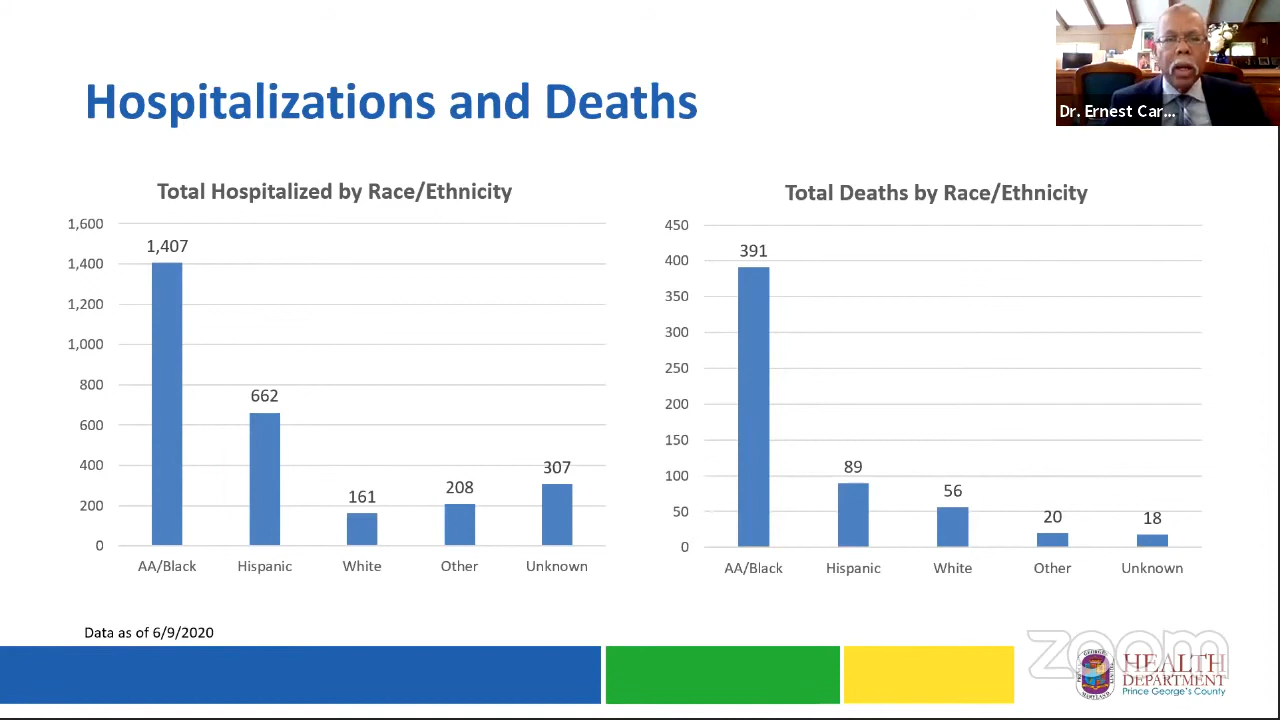 Hospitalizations and Deaths
Dr. Ernest Car...
Total Hospitalized by Race/Ethnicity
1,600
1,400
1,200
1,000
800
600
400
200
0
1,407
662
161
208
307
AA/Black
Hispanic
White
Other
Unknown
Total Deaths by Race/Ethnicity
450
400
350
300
250
200
150
100
50
0
391
89
56
20
18
AA/Black
Hispanic
White
Other
Unknown
Data as of 6/9/2020
zoom
HEALTH
DEPARTMENT
Prince George's County